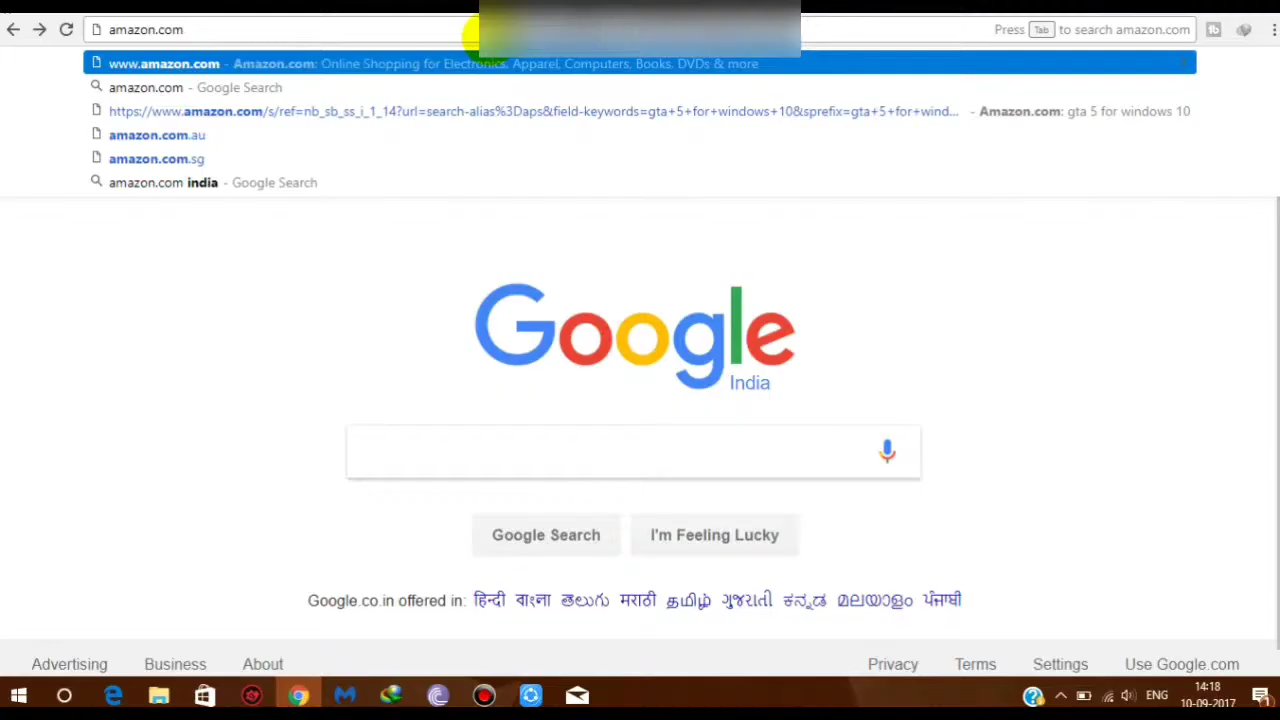 amazon.com Press Tab to search amazon.com
www.amazon.com - Amazon.com: Online Shopping for Electronics, Apparel, Computers, Books, DVDs & more
amazon.com - Google Search
https://www.amazon.com/s/ref=nb_sb_ss_i_1_14?url=search-alias%3Daps&field-keywords=gta+5+for+windows+10&sprefix=gta+5+for+wind... - Amazon.com: gta 5 for windows 10
amazon.com.au
amazon.com.sg
amazon.com india - Google Search
Google
India
Google Search I'm Feeling Lucky
Google.co.in offered in: हिन्दी বাংলা తెలుగు मराठी தமிழ் ગુજરાતી ಕನ್ನಡ മലയാളം ਪੰਜਾਬੀ
Advertising Business About Privacy Terms Settings Use Google.com
ENG 14:18
10-09-2017